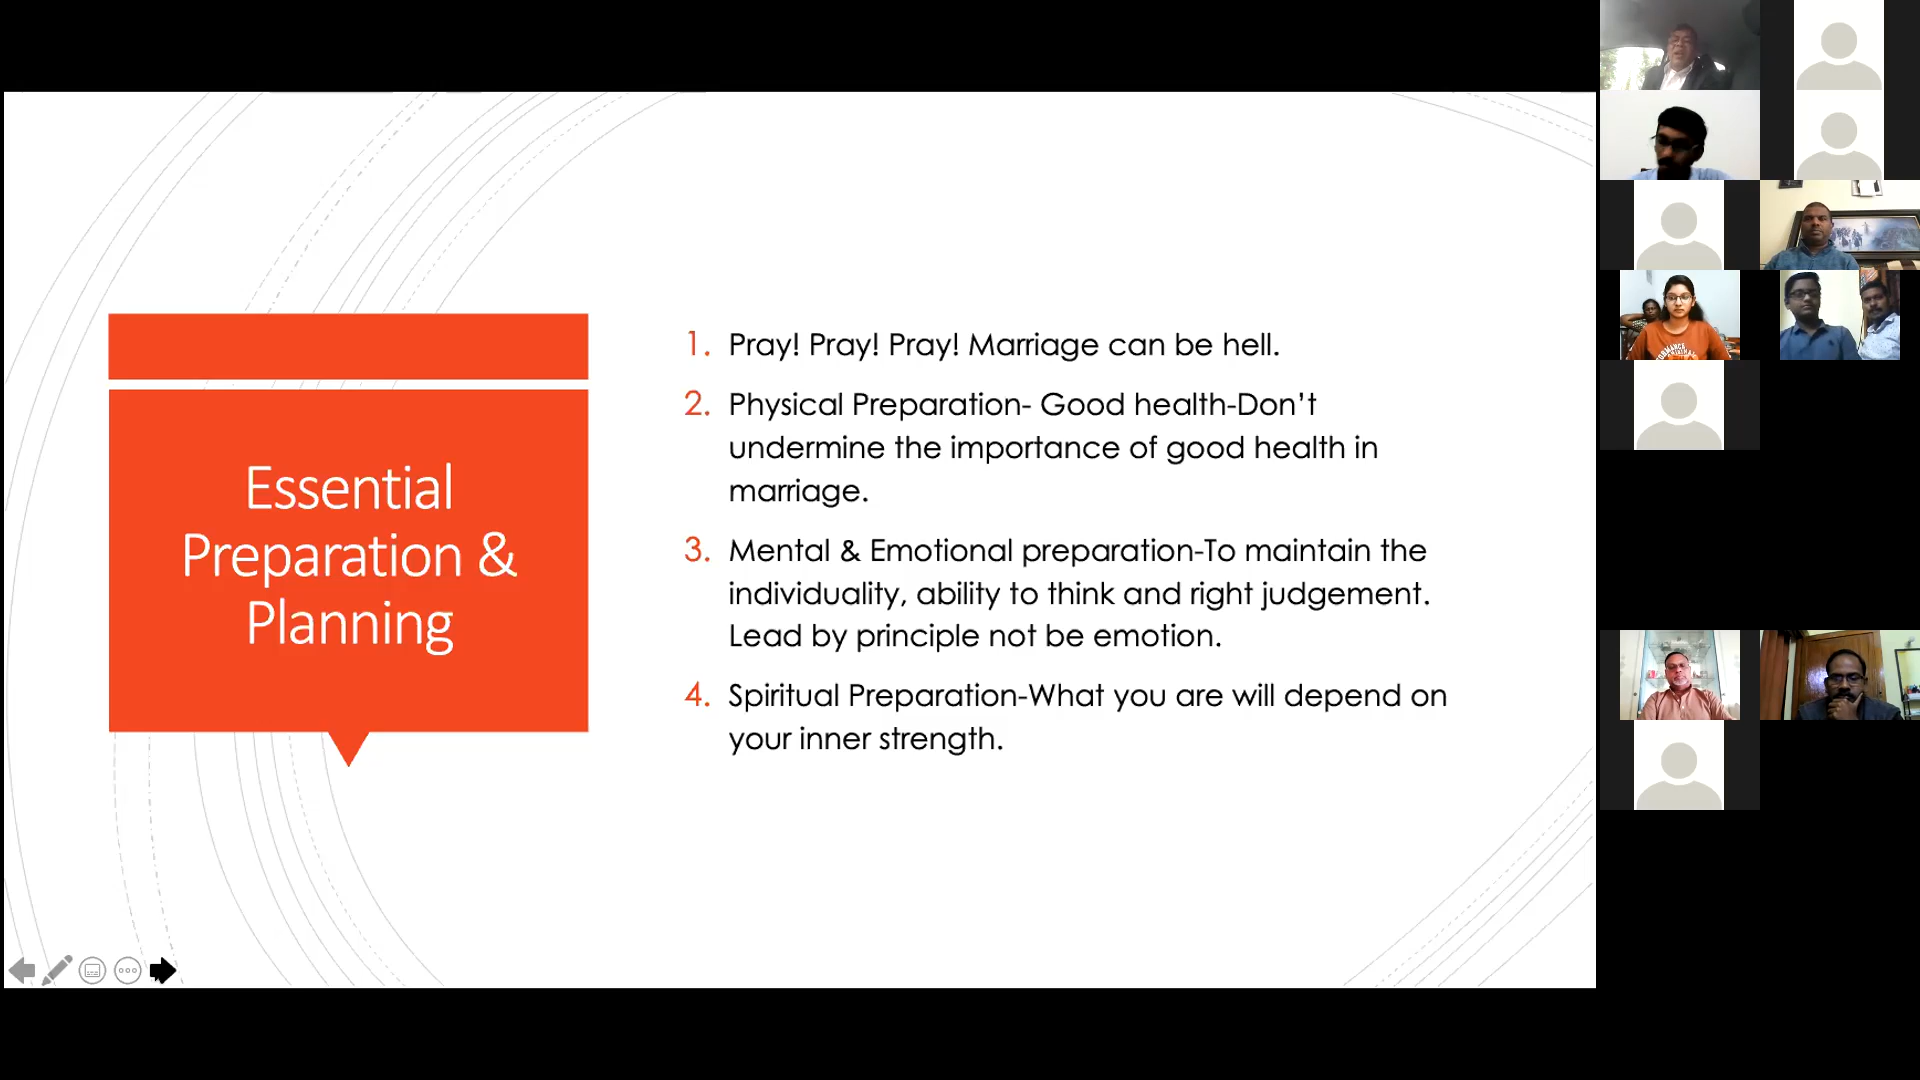 Essential
Preparation &
Planning
1. Pray! Pray! Pray! Marriage can be hell.
2. Physical Preparation- Good health-Don’t
undermine the importance of good health in
marriage.
3. Mental & Emotional preparation-To maintain the
individuality, ability to think and right judgement.
Lead by principle not be emotion.
4. Spiritual Preparation-What you are will depend on
your inner strength.